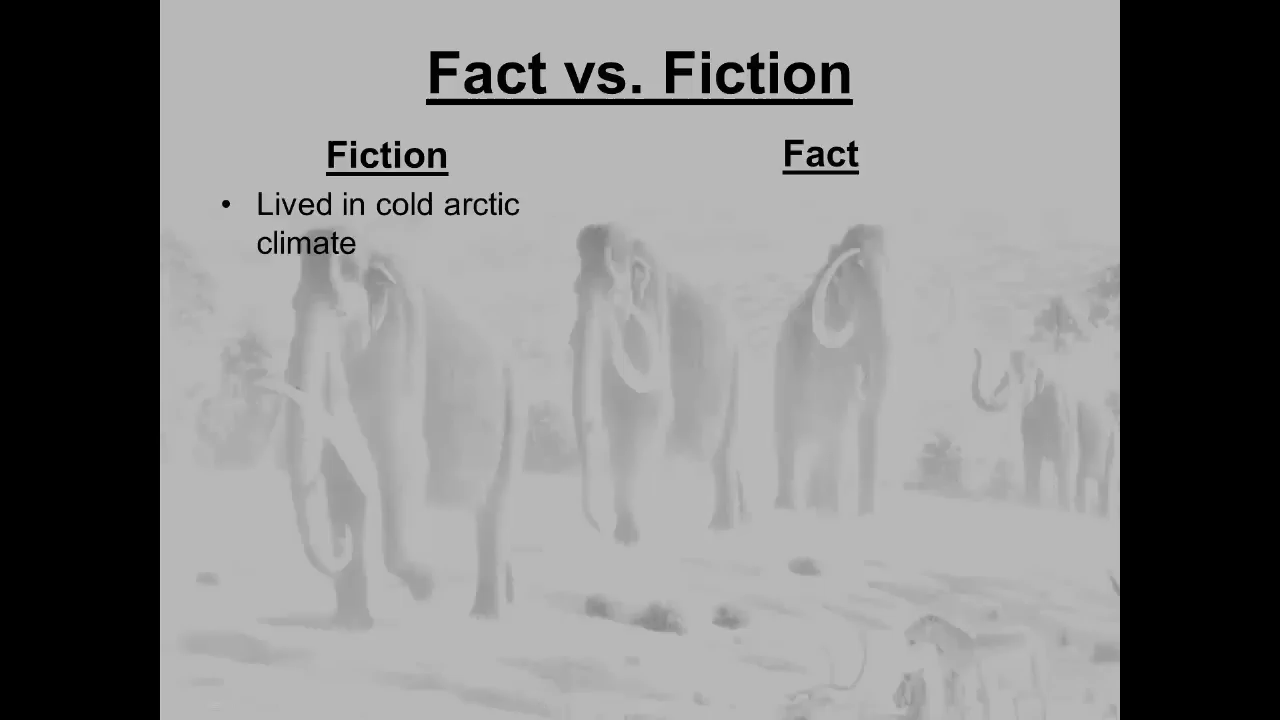 Fact vs. Fiction
Fiction
Fact
• Lived in cold arctic
climate